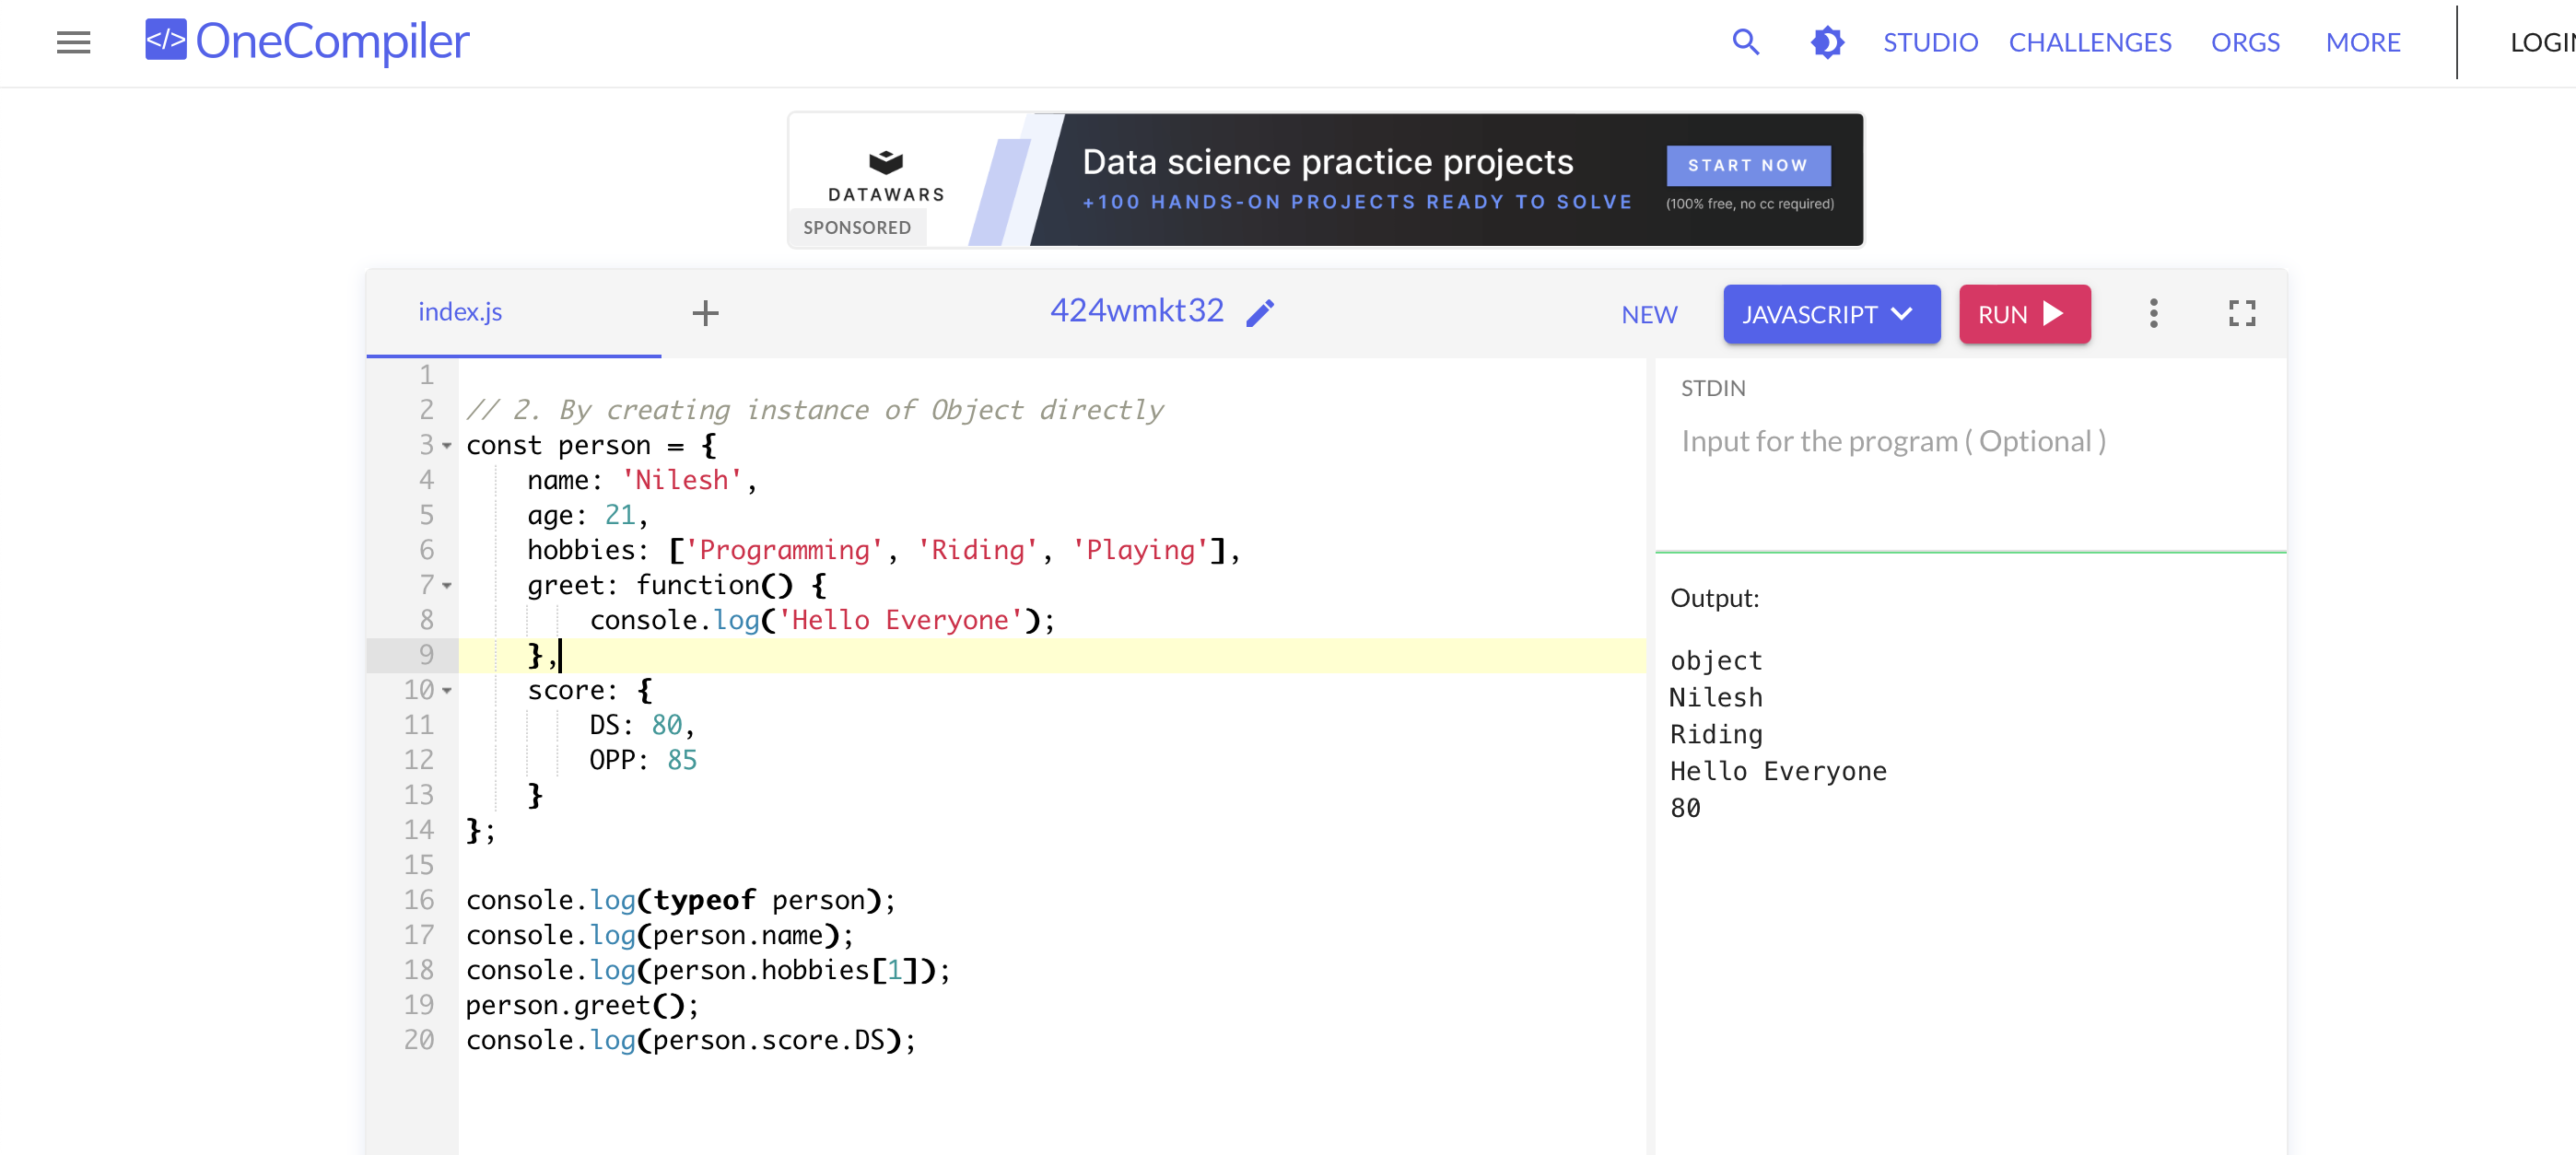 </> OneCompiler
STUDIO CHALLENGES ORGS MORE LOGIN
DATAWARS
SPONSORED
Data science practice projects
+100 HANDS-ON PROJECTS READY TO SOLVE
START NOW
(100% free, no cc required)
index.js + 424wmkt32 NEW JAVASCRIPT RUN
1
2 // 2. By creating instance of Object directly
3 const person = {
4 name: 'Nilesh',
5 age: 21,
6 hobbies: ['Programming', 'Riding', 'Playing'],
7 greet: function() {
8 console.log('Hello Everyone');
9 },
10 score: {
11 DS: 80,
12 OPP: 85
13 }
14 };
15
16 console.log(typeof person);
17 console.log(person.name);
18 console.log(person.hobbies[1]);
19 person.greet();
20 console.log(person.score.DS);
STDIN
Input for the program ( Optional )
Output:
object
Nilesh
Riding
Hello Everyone
80